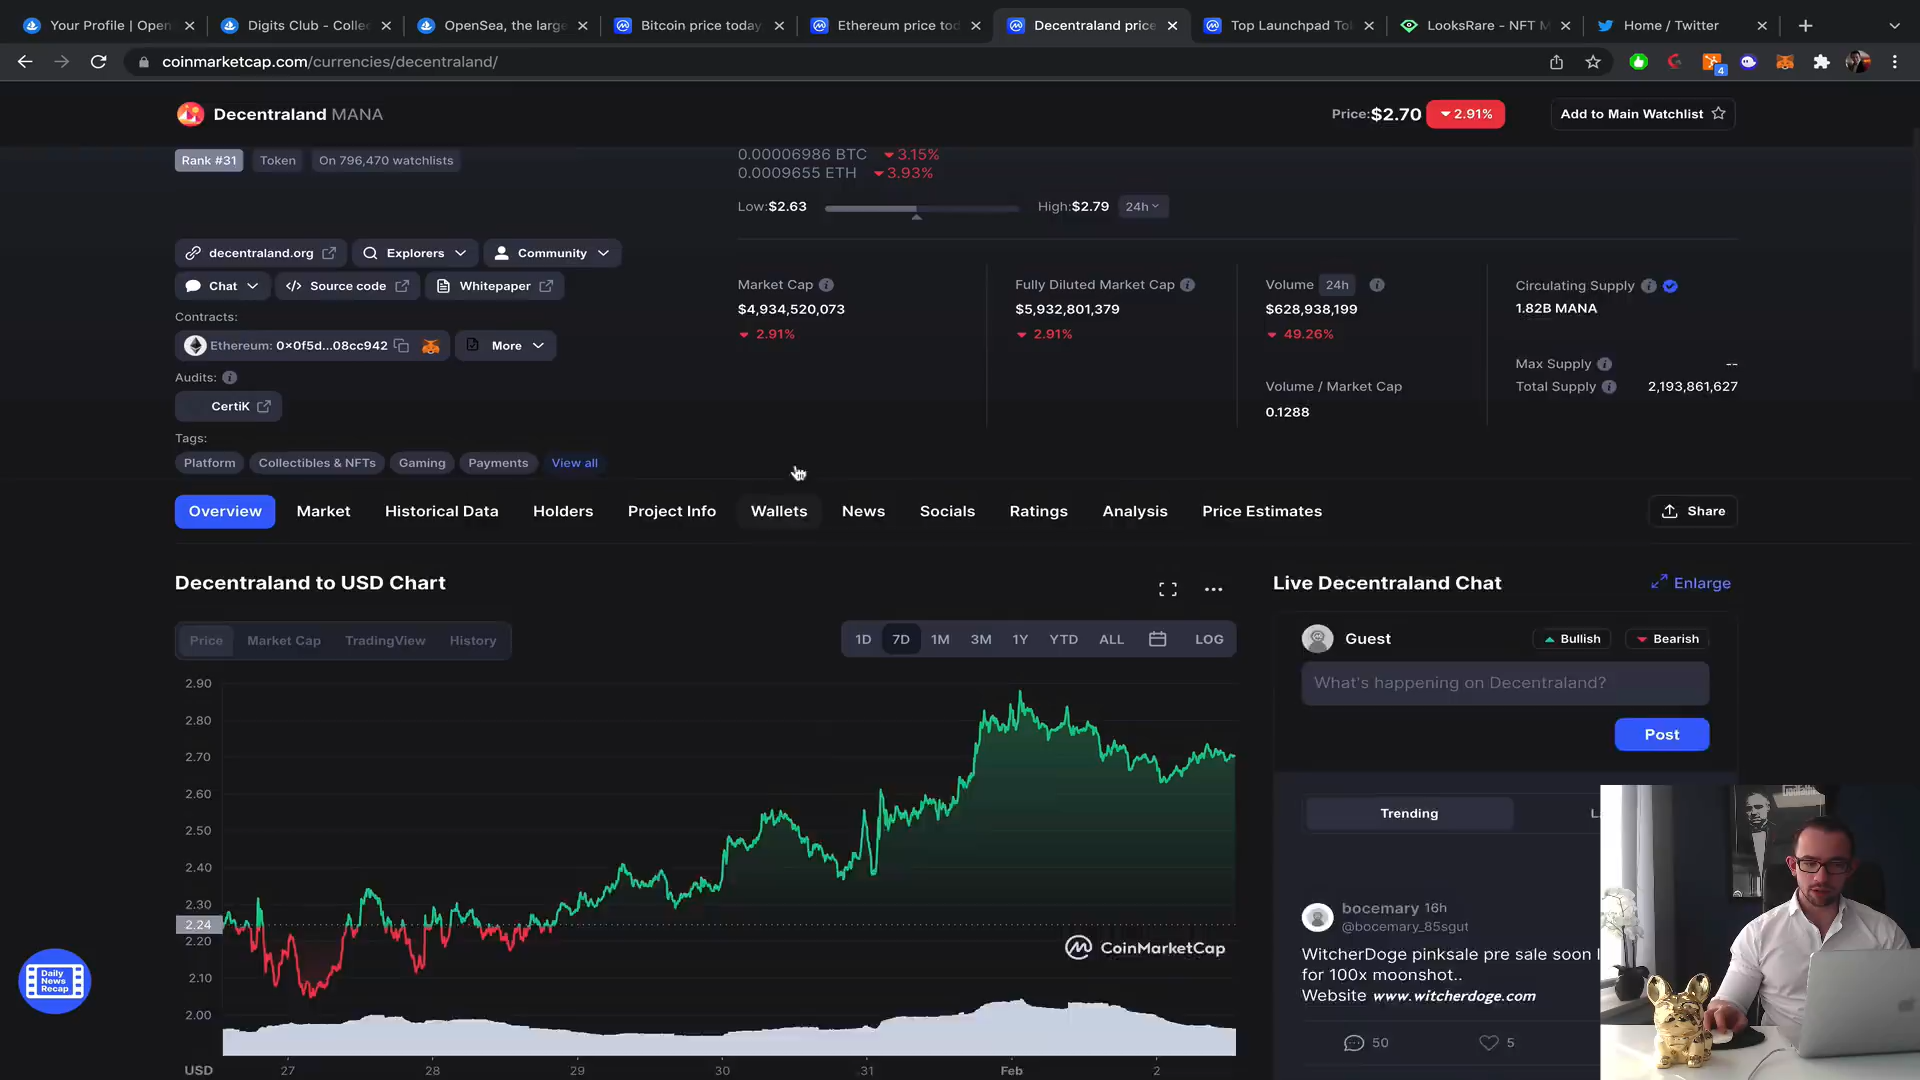 Your Profile | Open
Digits Club - Collec
OpenSea, the large
Bitcoin price today
Ethereum price tod
Decentraland price
Top Launchpad To
LooksRare - NFT M
Home / Twitter
coinmarketcap.com/currencies/decentraland/
4
Decentraland MANA
Price:$2.70
2.91%
Add to Main Watchlist
Rank #31
Token
On 796,470 watchlists
0.00006986 BTC
3.15%
0.0009655 ETH
3.93%
Low:$2.63
High:$2.79
24h
decentraland.org
Explorers
Community
Chat
Source code
Whitepaper
Contracts:
Ethereum: 0x0f5d...08cc942
More
Audits:
CertiK
Tags:
Platform
Collectibles & NFTs
Gaming
Payments
View all
Market Cap
$4,934,520,073
2.91%
Fully Diluted Market Cap
$5,932,801,379
2.91%
Volume 24h
$628,938,199
49.26%
Volume / Market Cap
0.1288
Circulating Supply
1.82B MANA
Max Supply
--
Total Supply
2,193,861,627
Overview
Market
Historical Data
Holders
Project Info
Wallets
News
Socials
Ratings
Analysis
Price Estimates
Share
Decentraland to USD Chart
Price
Market Cap
TradingView
History
1D
7D
1M
3M
1Y
YTD
ALL
LOG
2.90
2.80
2.70
2.60
2.50
2.40
2.30
2.24
2.20
2.10
2.00
CoinMarketCap
USD
27
28
29
30
31
Feb
2
Daily
News
Recap
Live Decentraland Chat
Enlarge
Guest
Bullish
Bearish
What's happening on Decentraland?
Post
Trending
L
bocemary 16h
@bocemary_85sgut
WitcherDoge pinksale pre sale soon
for 100x moonshot..
Website www.witcherdoge.com
50
5